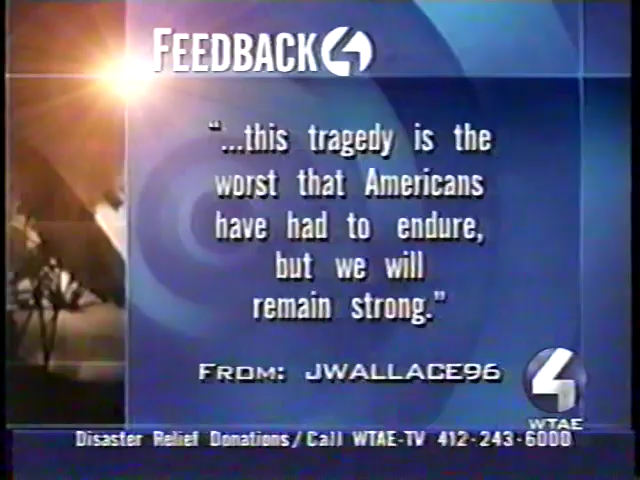 FEEDBACK 4
“...this tragedy is the
worst that Americans
have had to endure,
but we will
remain strong.”
FROM: JWALLACE96
4
WTAE
Disaster Relief Donations/Call WTAE-TV 412-243-6000